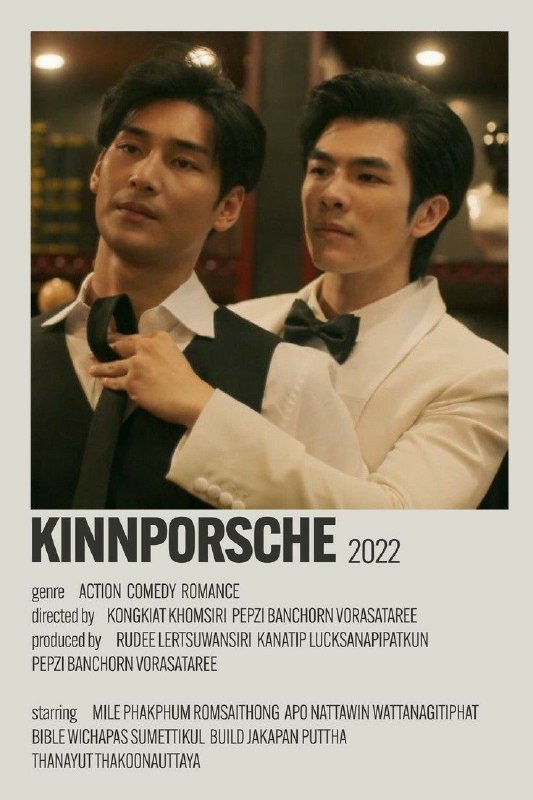 KINNPORSCHE 2022
genre ACTION COMEDY ROMANCE
directed by KONGKIAT KHOMSIRI PEPZI BANCHORN VORASATAREE
produced by RUDEE LERTSUWANSIRI KANATIP LUCKSANAPIPATKUN
PEPZI BANCHORN VORASATAREE
starring MILE PHAKPHUM ROMSAITHONG APO NATTAWIN WATTANAGITIPHAT
BIBLE WICHAPAS SUMETTIKUL BUILD JAKAPAN PUTTHA
THANAYUT THAKOONAUTTAYA